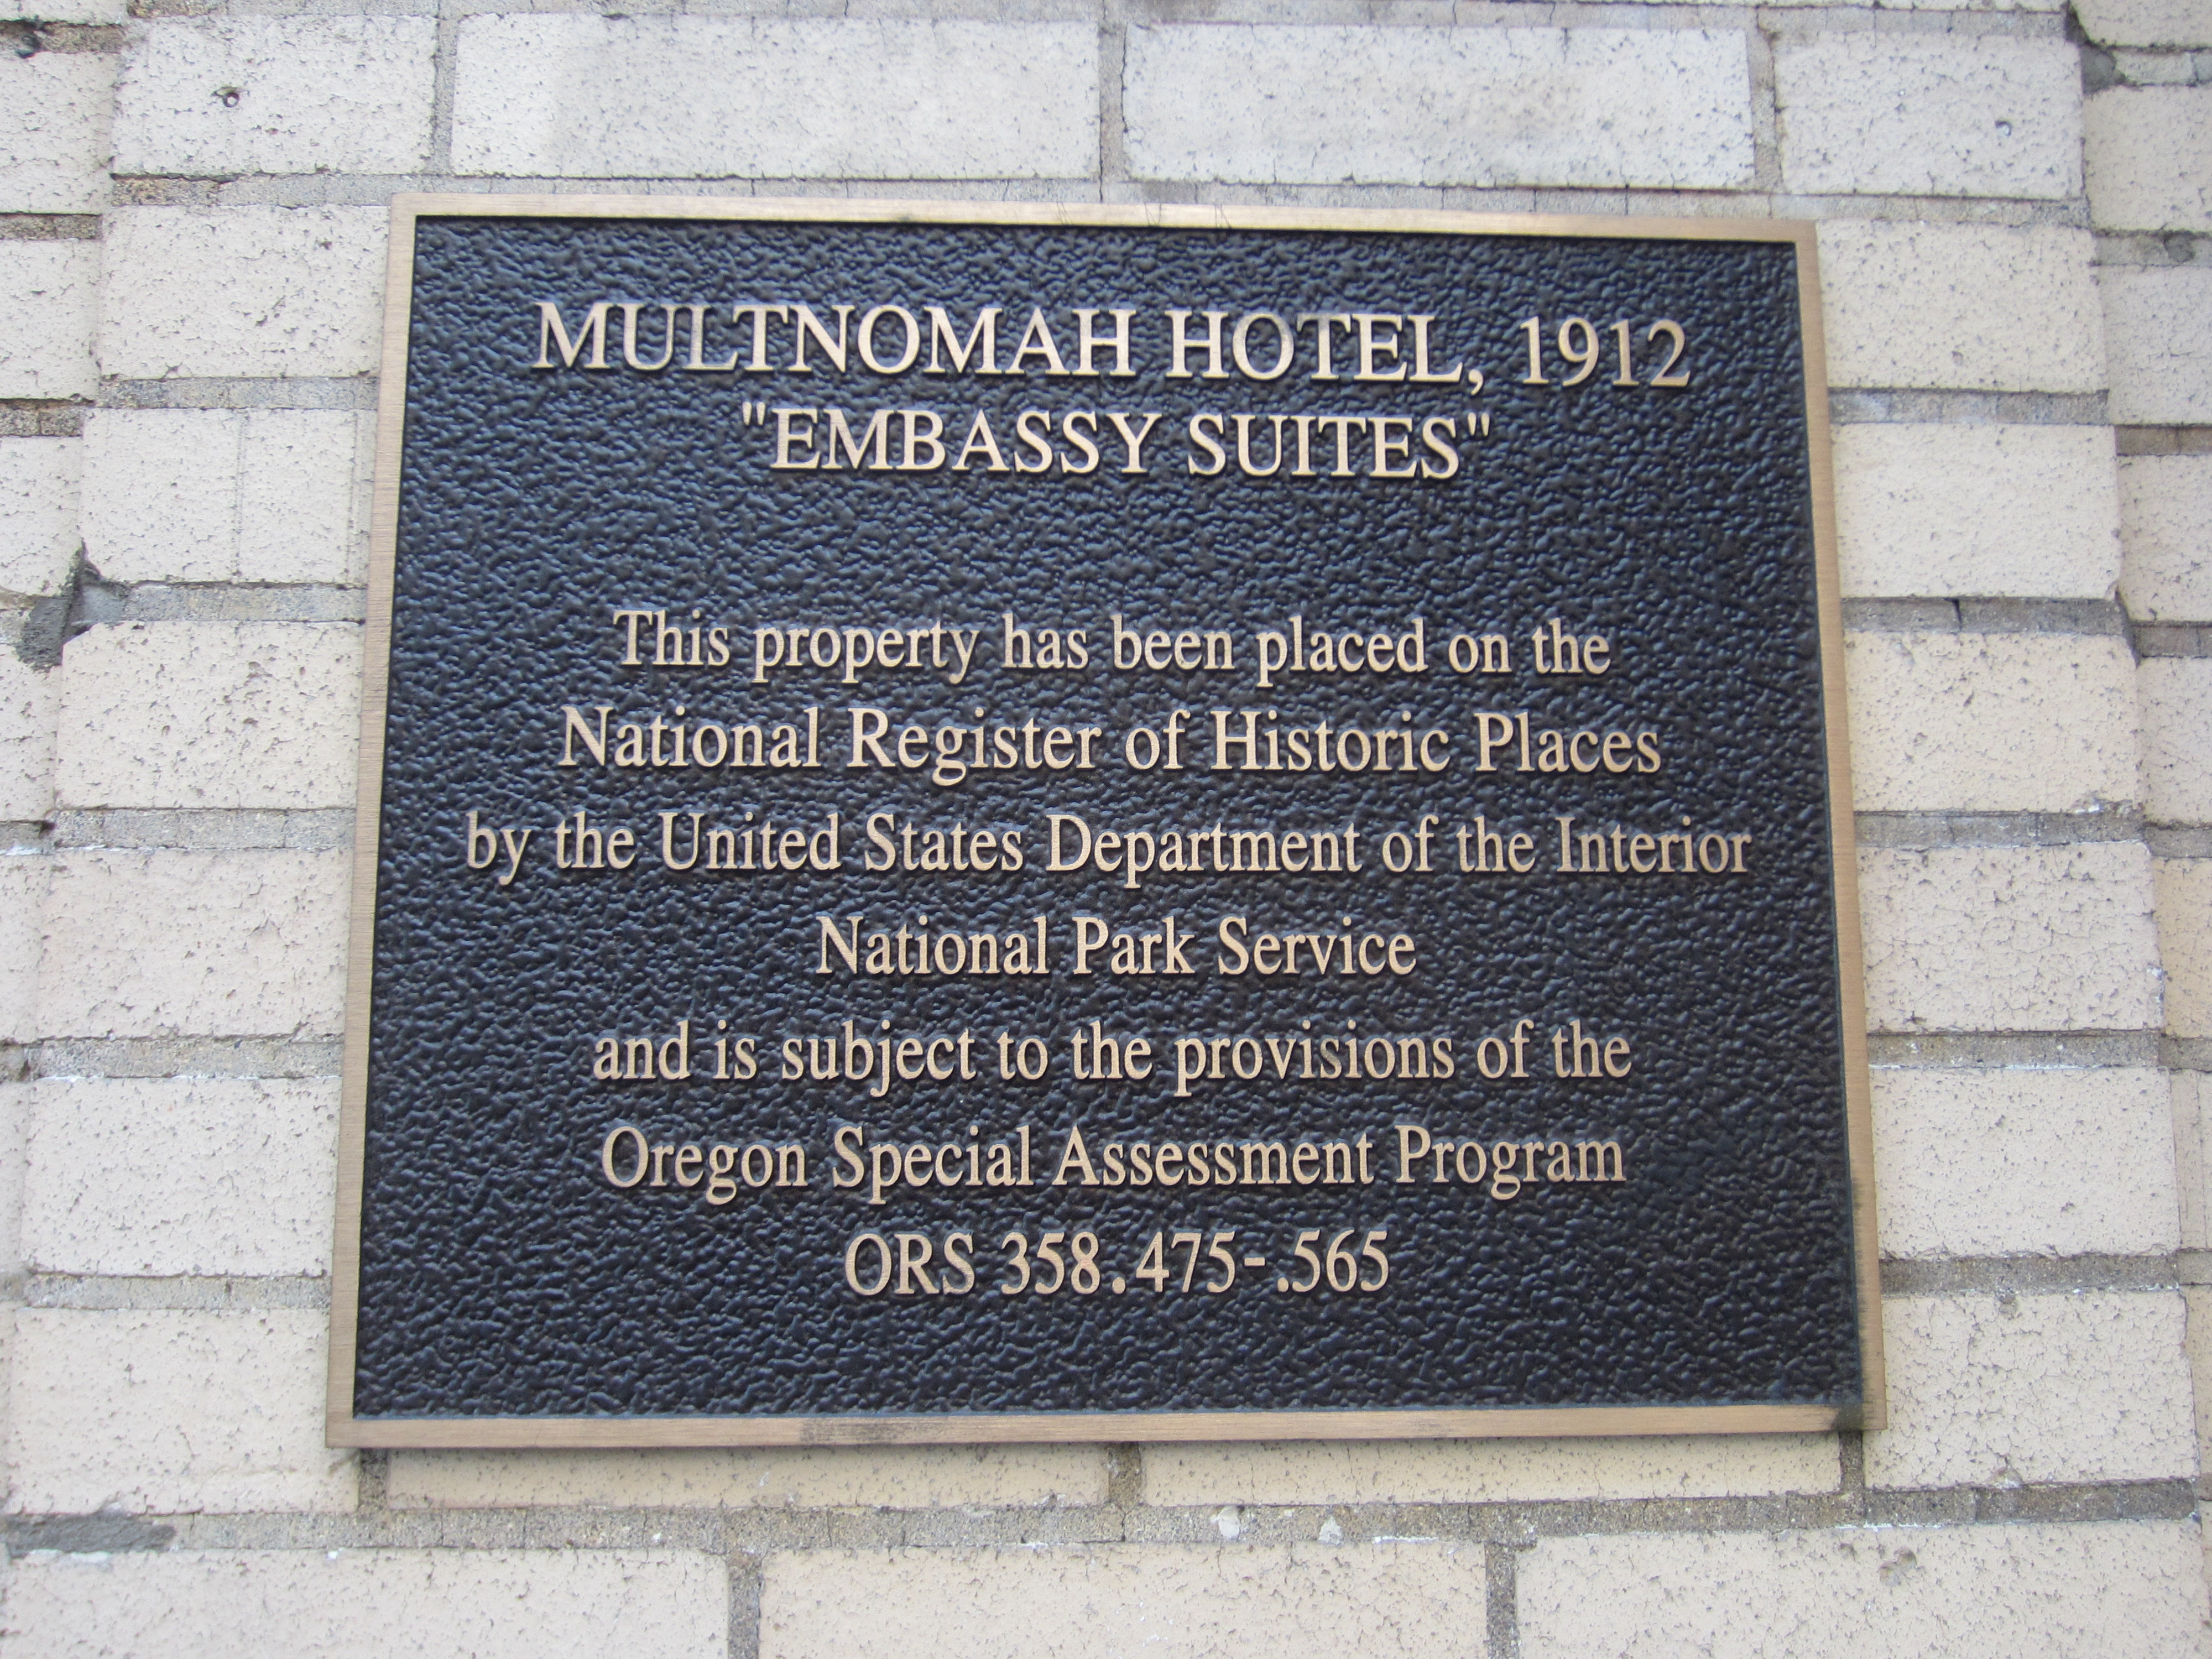 MULTNOMAH HOTEL, 1912
"EMBASSY SUITES"
This property has been placed on the
National Register of Historic Places
by the United States Department of the Interior
National Park Service
and is subject to the provisions of the
Oregon Special Assessment Program
ORS 358.475-.565